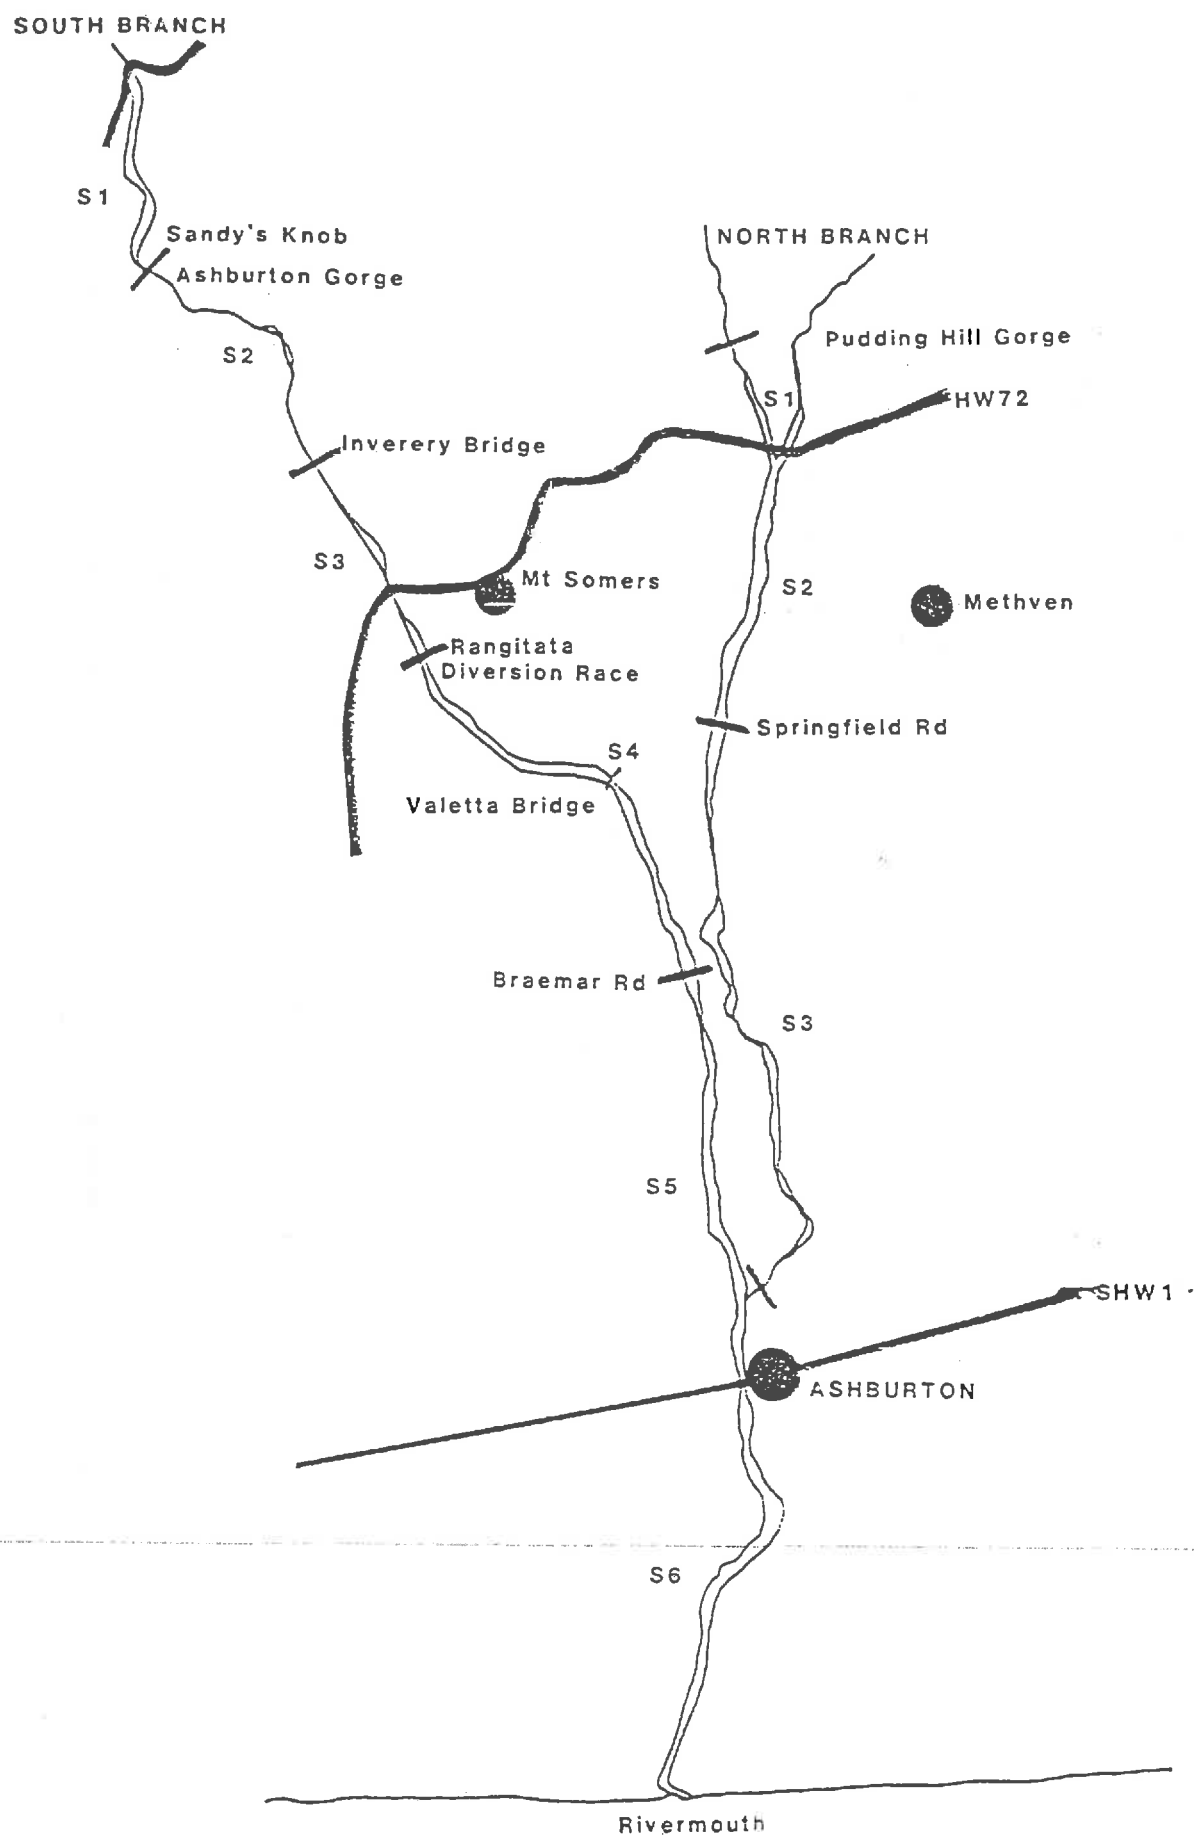 SOUTH BRANCH
S1
Sandy's Knob
Ashburton Gorge
NORTH BRANCH
Pudding Hill Gorge
S2
S1
HW72
Inverery Bridge
S3
Mt Somers
S2
Methven
Rangitata
Diversion Race
Springfield Rd
S4
Valetta Bridge
Braemar Rd
S3
S5
SHW1
ASHBURTON
S6
Rivermouth